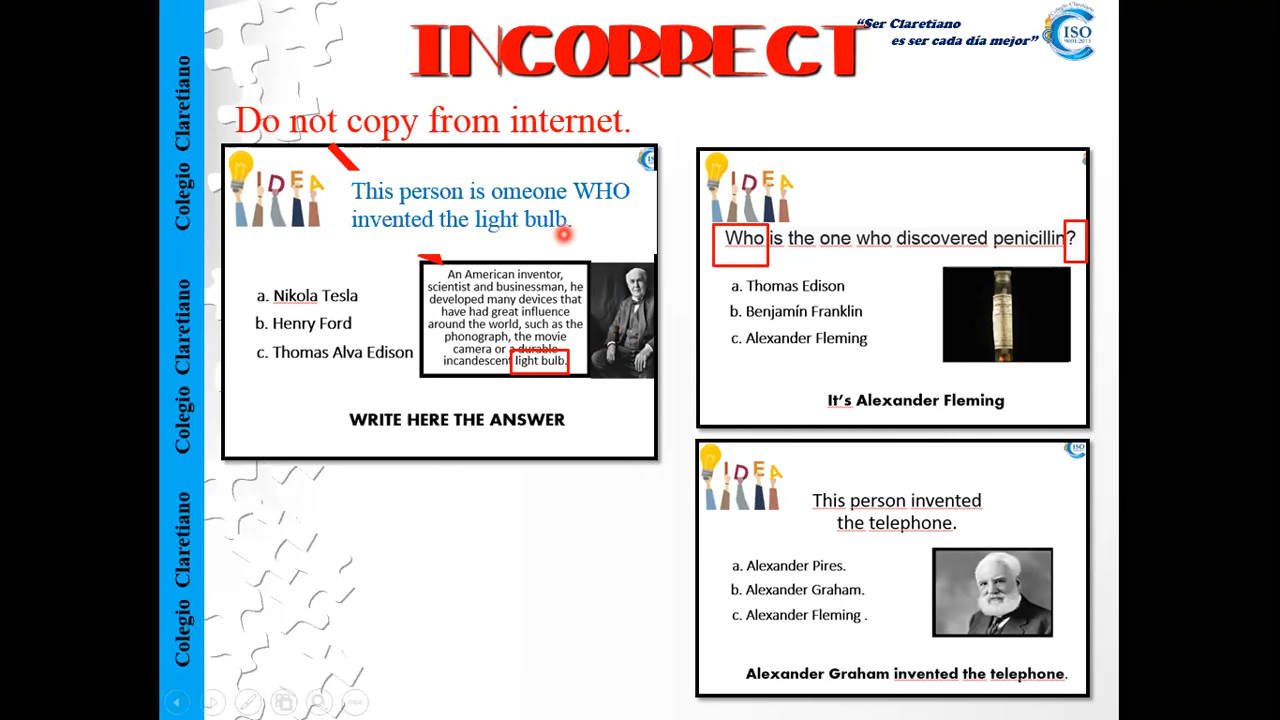 INCORRECT
“Ser Claretiano
es ser cada día mejor”
ISO
9001:2015
Do not copy from internet.
IDEA
This person is omeone WHO
invented the light bulb.
a. Nikola Tesla
b. Henry Ford
c. Thomas Alva Edison
An American inventor,
scientist and businessman, he
developed many devices that
have had great influence
around the world, such as the
phonograph, the movie
camera or a durable
incandescent light bulb.
WRITE HERE THE ANSWER
IDEA
Who is the one who discovered penicillin?
a. Thomas Edison
b. Benjamín Franklin
c. Alexander Fleming
It’s Alexander Fleming
IDEA
ISO
This person invented
the telephone.
a. Alexander Pires.
b. Alexander Graham.
c. Alexander Fleming .
Alexander Graham invented the telephone.
Colegio Claretiano
Colegio Claretiano
Colegio Claretiano